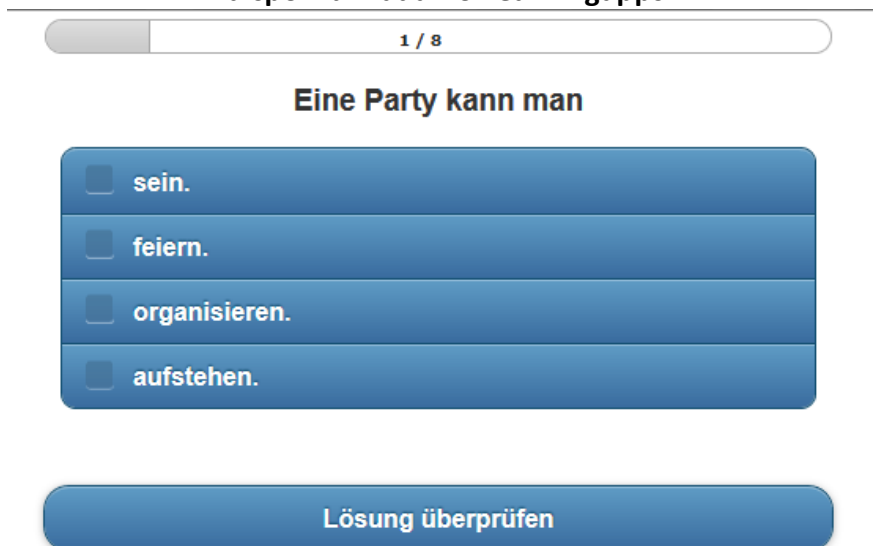 1 / 8
Eine Party kann man
sein.
feiern.
organisieren.
aufstehen.
Lösung überprüfen